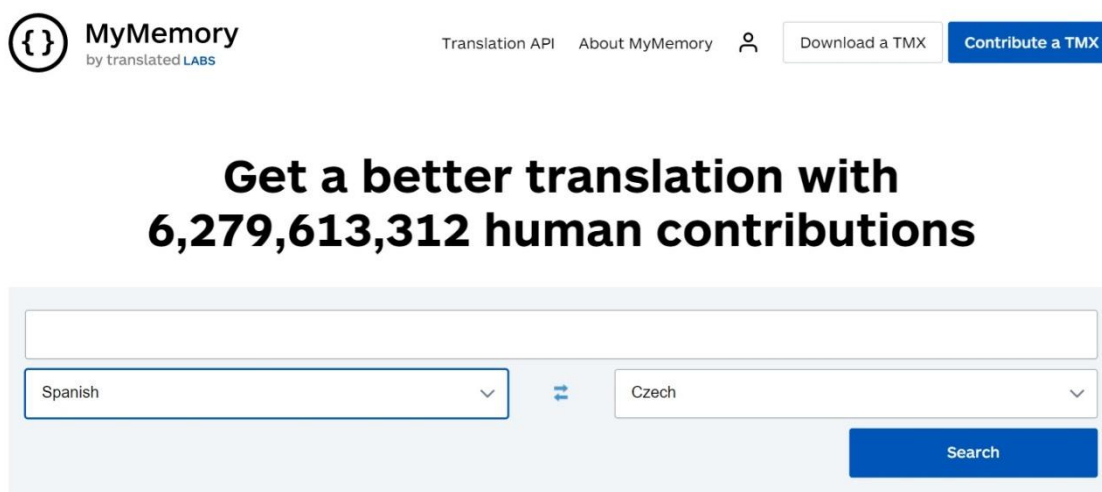 {} MyMemory
by translated LABS
Translation API About MyMemory Download a TMX Contribute a TMX
Get a better translation with
6,279,613,312 human contributions
Spanish Czech
Search